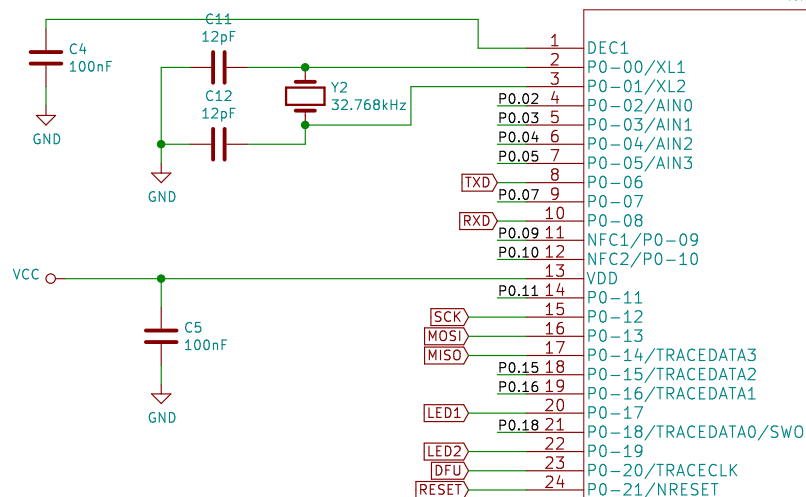 C11
12pF
C4
100nF
GND
C12
12pF
Y2
32.768kHz
GND
VCC
C5
100nF
GND
1 DEC1
2 P0-00/XL1
3 P0-01/XL2
P0.02 4 P0-02/AIN0
P0.03 5 P0-03/AIN1
P0.04 6 P0-04/AIN2
P0.05 7 P0-05/AIN3
TXD 8 P0-06
P0.07 9 P0-07
RXD 10 P0-08
P0.09 11 NFC1/P0-09
P0.10 12 NFC2/P0-10
13 VDD
P0.11 14 P0-11
SCK 15 P0-12
MOSI 16 P0-13
MISO 17 P0-14/TRACEDATA3
P0.15 18 P0-15/TRACEDATA2
P0.16 19 P0-16/TRACEDATA1
LED1 20 P0-17
P0.18 21 P0-18/TRACEDATA0/SWO
LED2 22 P0-19
DFU 23 P0-20/TRACECLK
RESET 24 P0-21/NRESET